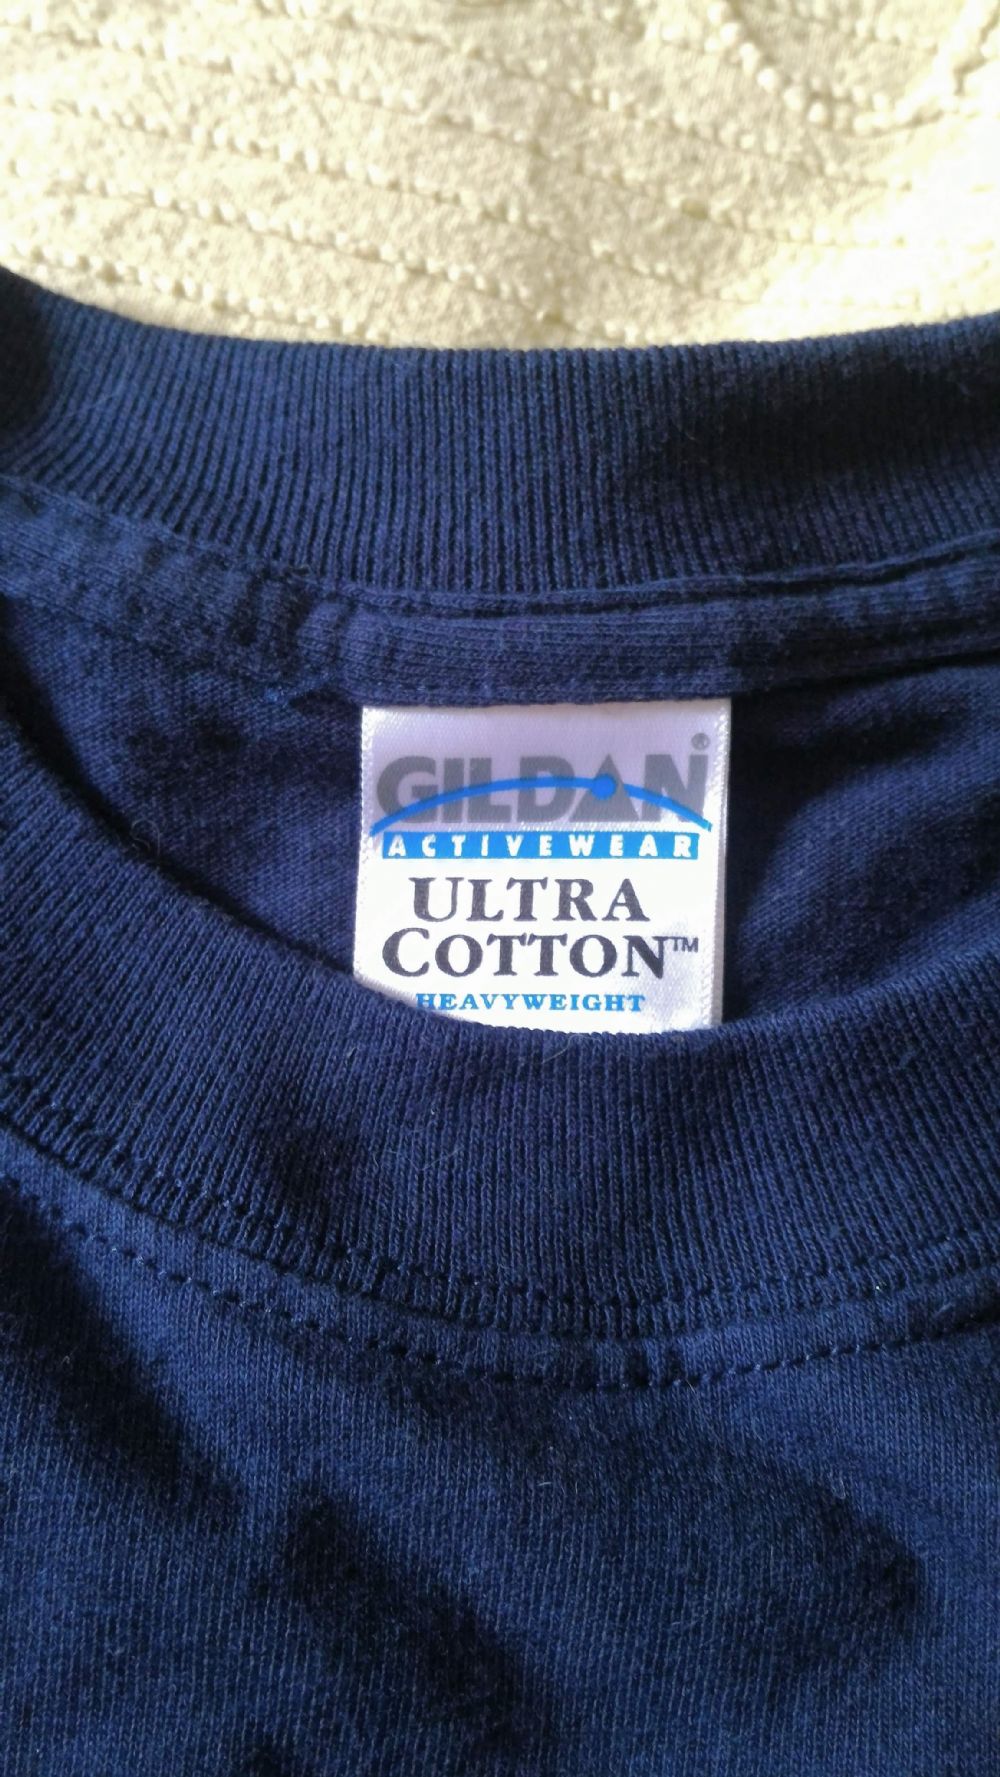 GILDAN®
ACTIVEWEAR
ULTRA
COTTON™
HEAVYWEIGHT